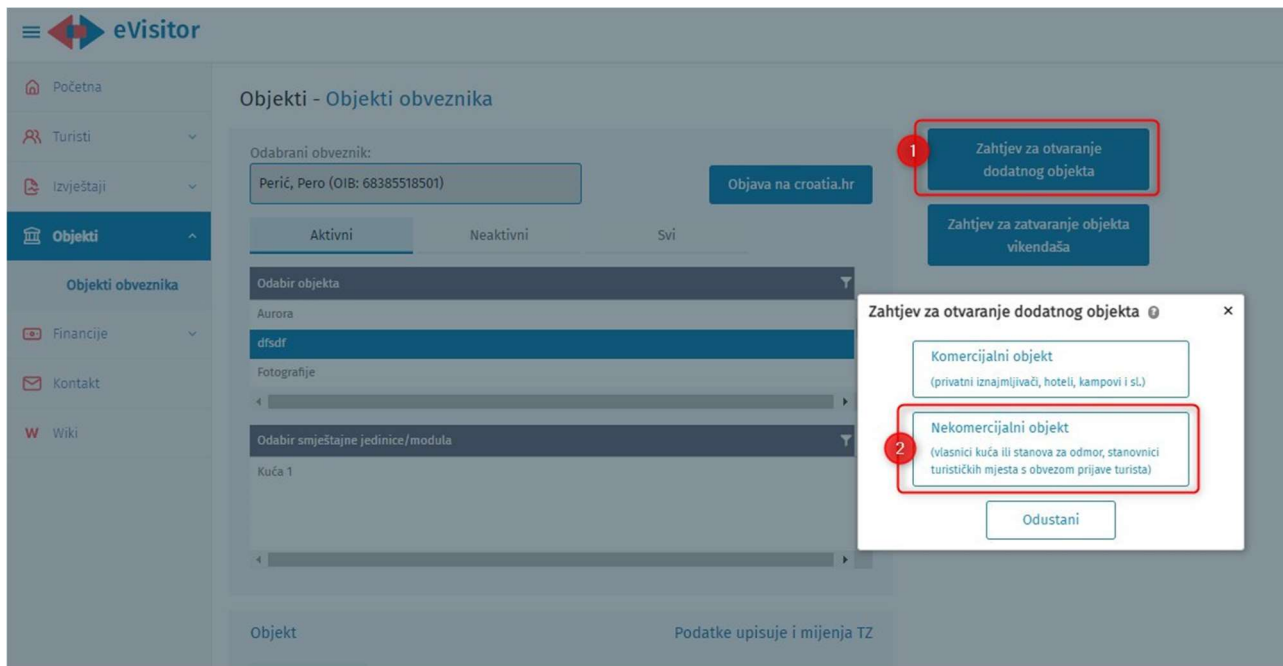 eVisitor
Početna
Turisti
Izvještaji
Objekti
Objekti obveznika
Financije
Kontakt
W Wiki
Objekti - Objekti obveznika
Odabrani obveznik:
Perić, Pero (OIB: 68385518501)
Objava na croatia.hr
Aktivni
Neaktivni
Svi
Odabir objekta
Aurora
dfsdf
Fotografije
Odabir smještajne jedinice/modula
Kuća 1
Objekt
Podatke upisuje i mijenja TZ
1
Zahtjev za otvaranje
dodatnog objekta
Zahtjev za zatvaranje objekta
vikendaša
Zahtjev za otvaranje dodatnog objekta
Komercijalni objekt
(privatni iznajmljivači, hoteli, kampovi i sl.)
2
Nekomercijalni objekt
(vlasnici kuća ili stanova za odmor, stanovnici
turističkih mjesta s obvezom prijave turista)
Odustani